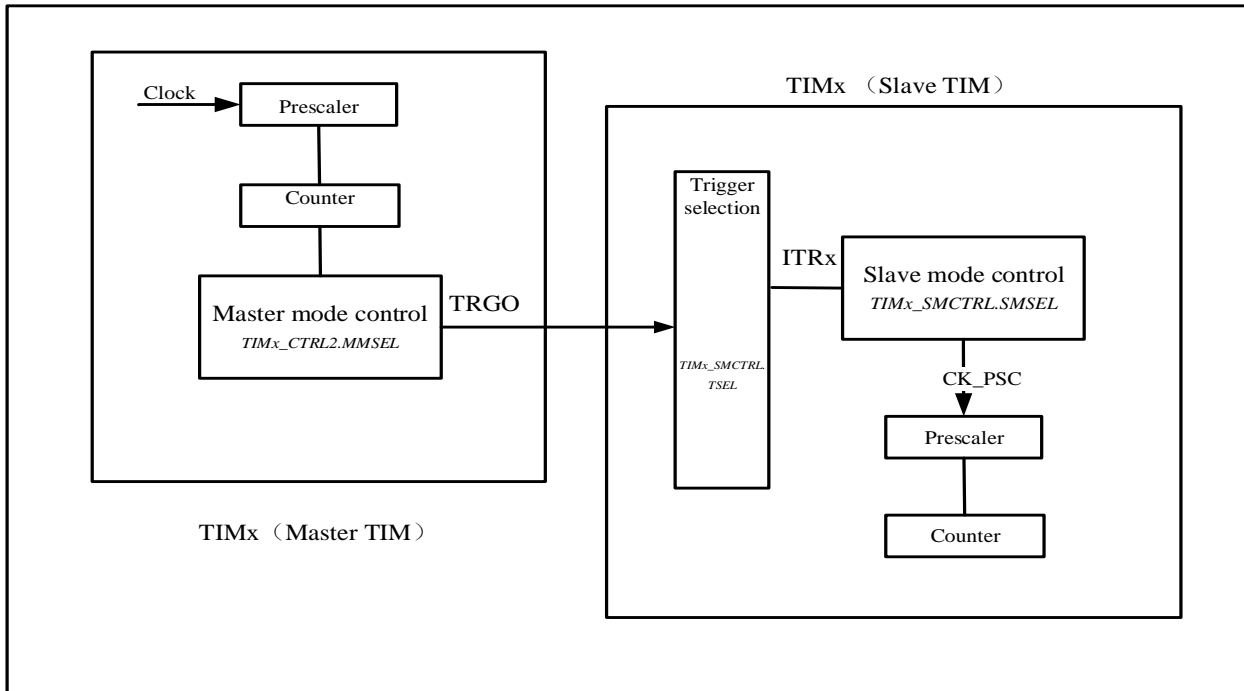 Clock
Prescaler
Counter
Master mode control
TIMx_CTRL2.MMSEL
TRGO
TIMx（Master TIM）
TIMx （Slave TIM）
Trigger
selection
TIMx_SMCTRL.
TSEL
ITRx
Slave mode control
TIMx_SMCTRL.SMSEL
CK_PSC
Prescaler
Counter